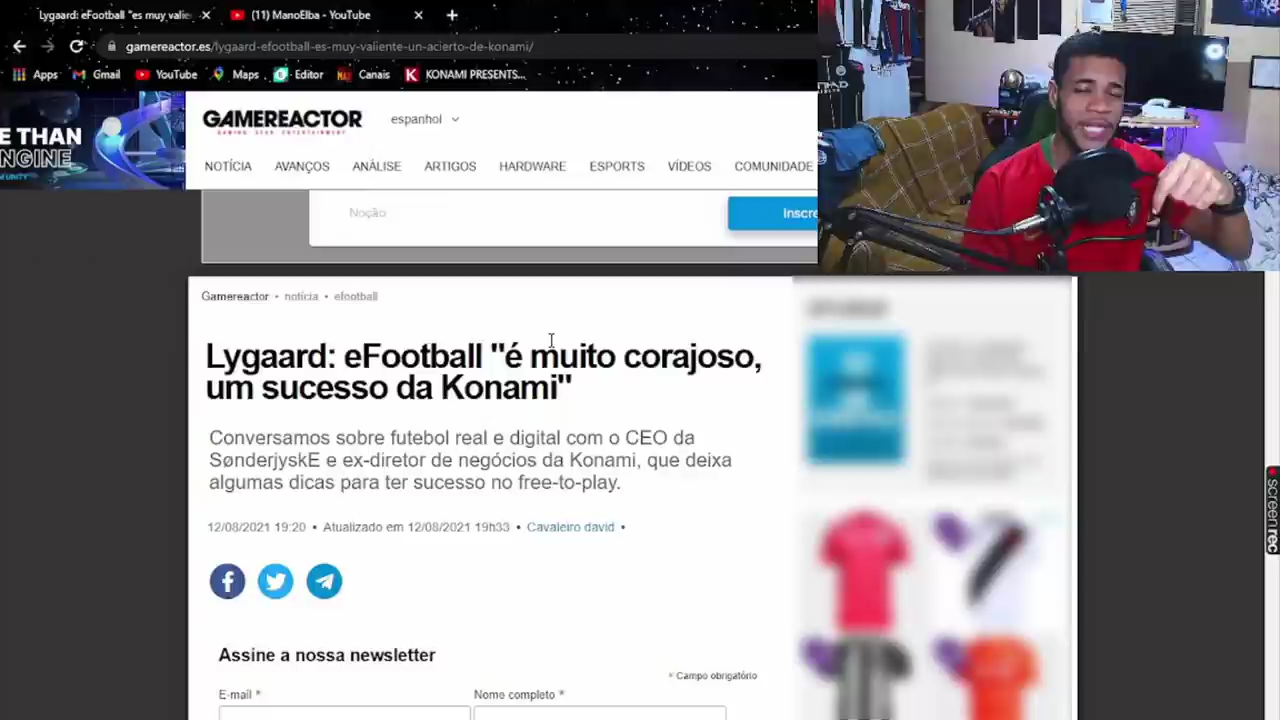 Lygaard: eFootball "es muy valie
(11) ManoElba - YouTube
gamereactor.es/lygaard-efootball-es-muy-valiente-un-acierto-de-konami/
Apps Gmail YouTube Maps Editor Canais KONAMI PRESENTS...
E THAN
NGINE
GAMEREACTOR
espanhol
NOTÍCIA AVANÇOS ANÁLISE ARTIGOS HARDWARE ESPORTS VÍDEOS COMUNIDADE
Noção
Inscre
Gamereactor • notícia • efootball
Lygaard: eFootball "é muito corajoso,
um sucesso da Konami"
Conversamos sobre futebol real e digital com o CEO da
SønderjyskE e ex-diretor de negócios da Konami, que deixa
algumas dicas para ter sucesso no free-to-play.
12/08/2021 19:20 • Atualizado em 12/08/2021 19h33 • Cavaleiro david •
Assine a nossa newsletter
* Campo obrigatório
E-mail * Nome completo *
screenrec